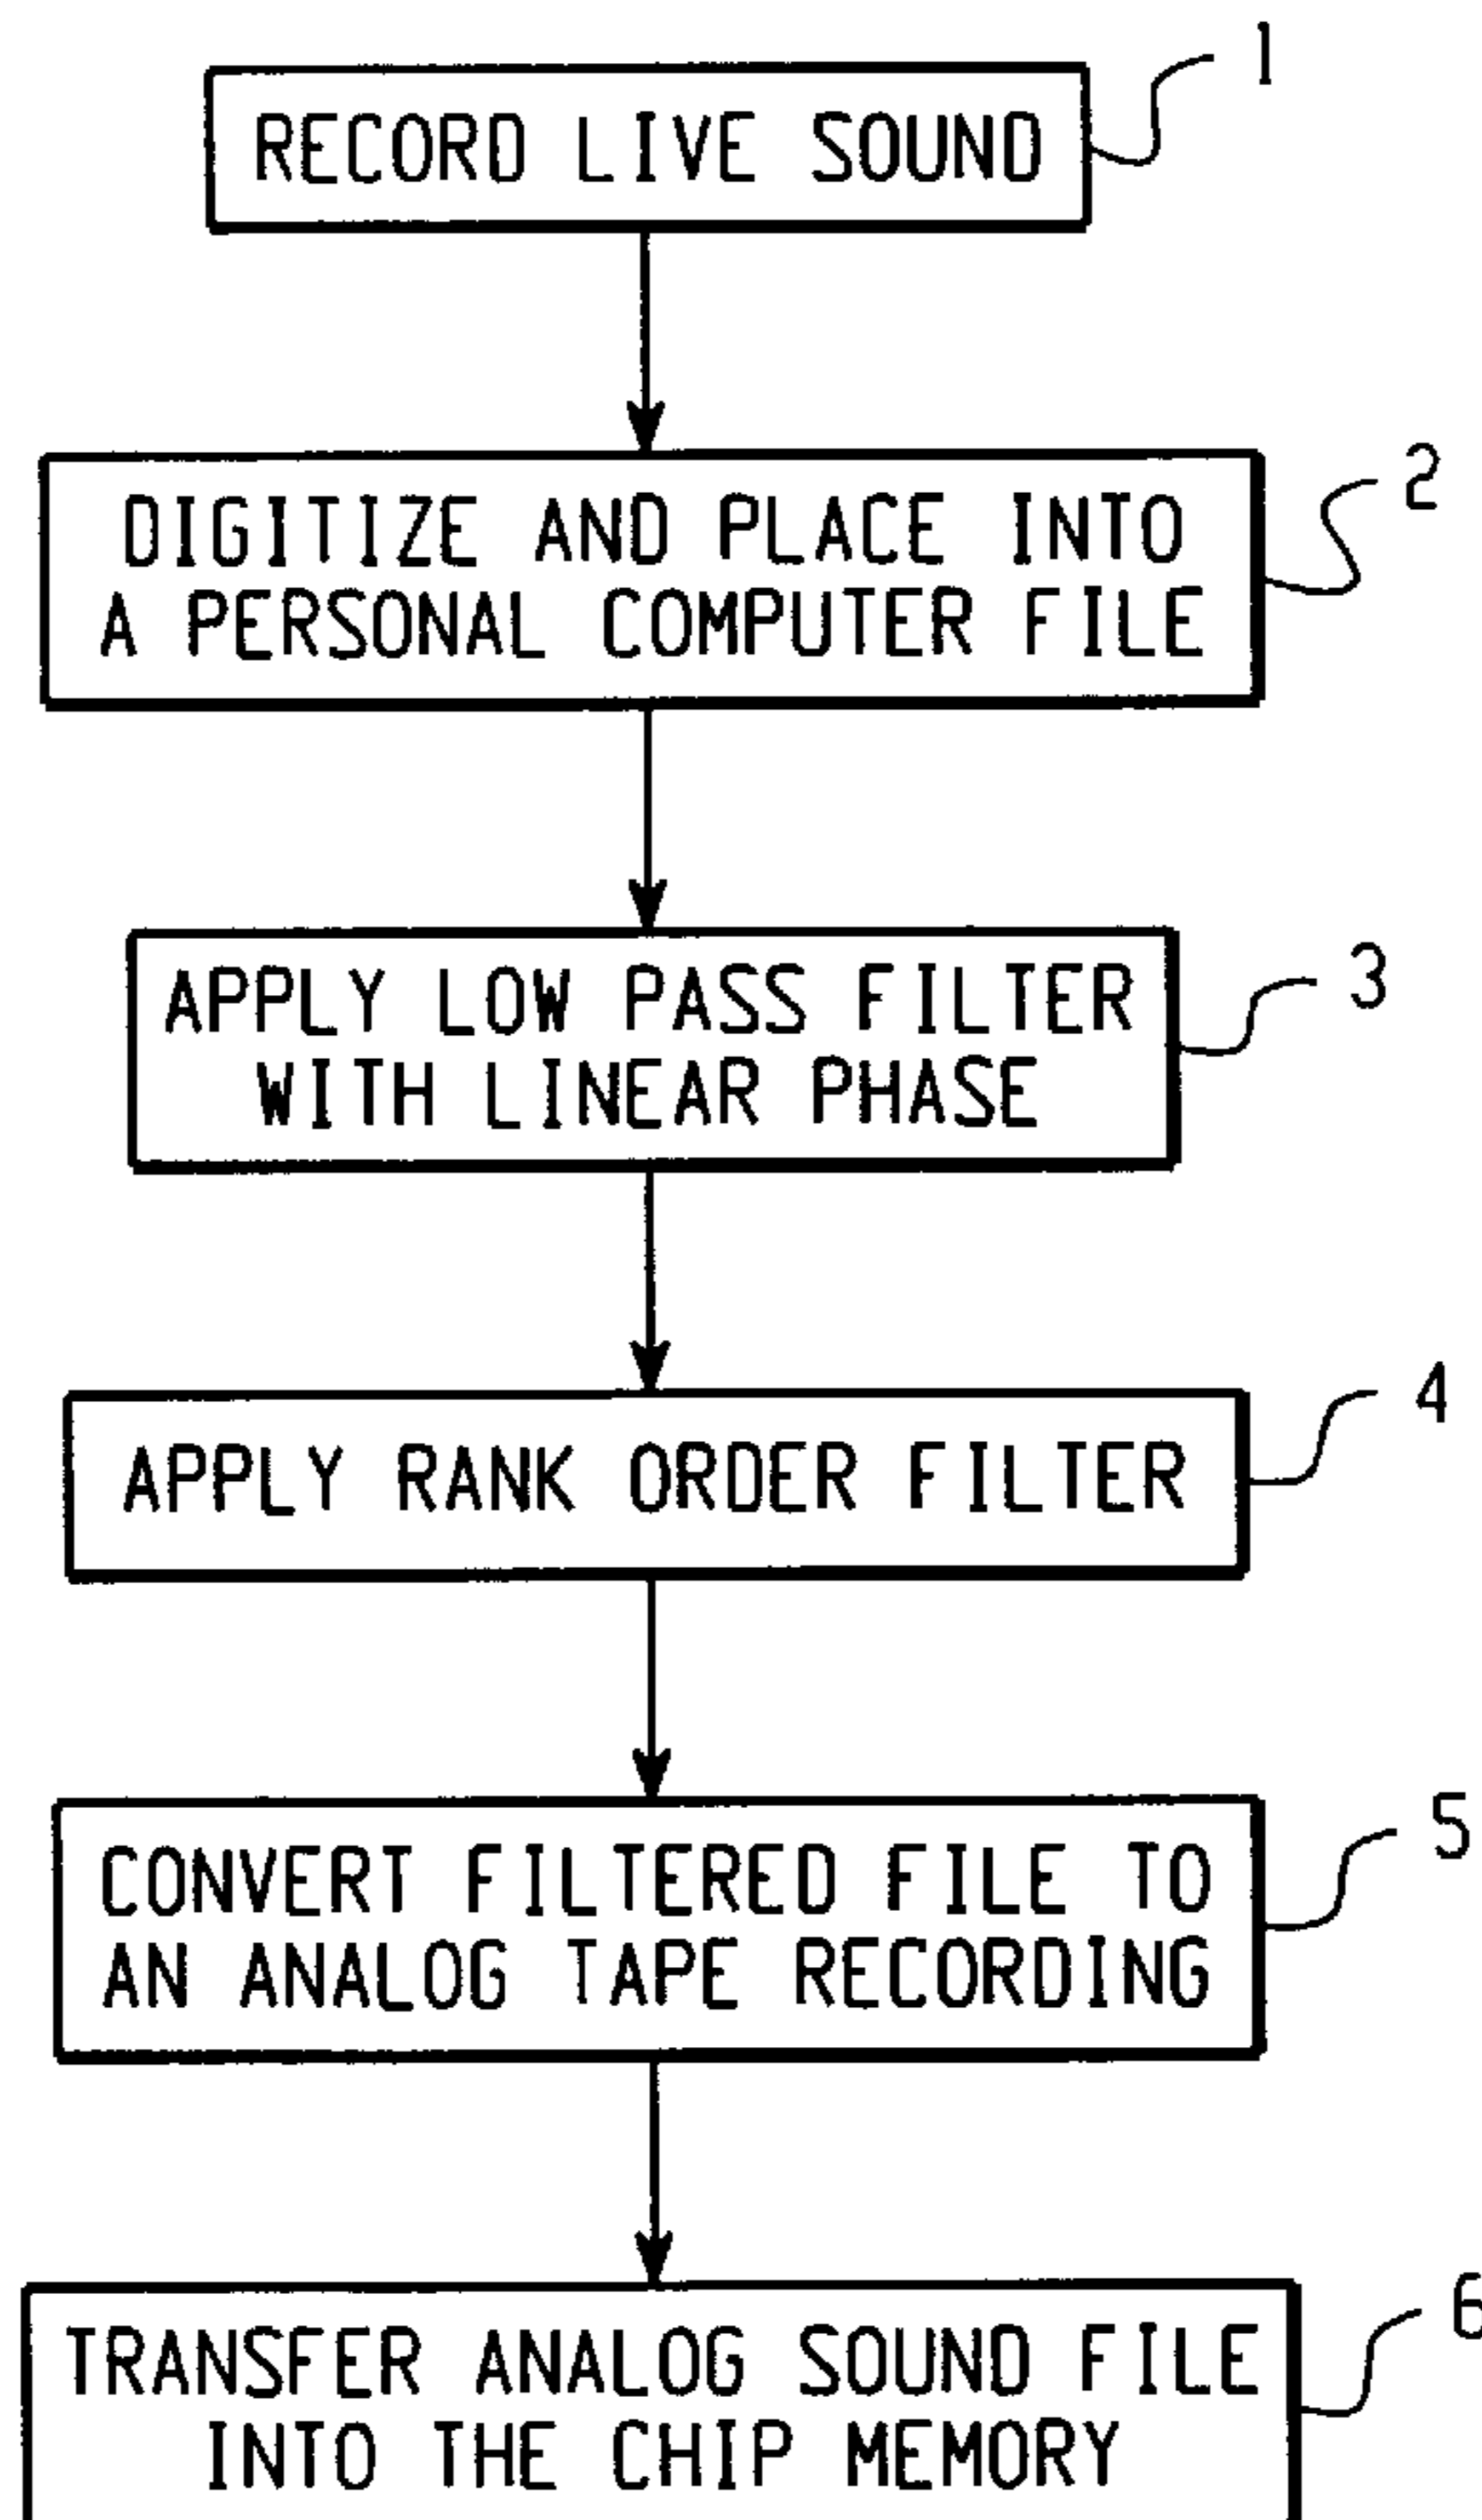 1
RECORD LIVE SOUND
2
DIGITIZE AND PLACE INTO
A PERSONAL COMPUTER FILE
3
APPLY LOW PASS FILTER
WITH LINEAR PHASE
4
APPLY RANK ORDER FILTER
5
CONVERT FILTERED FILE TO
AN ANALOG TAPE RECORDING
6
TRANSFER ANALOG SOUND FILE
INTO THE CHIP MEMORY